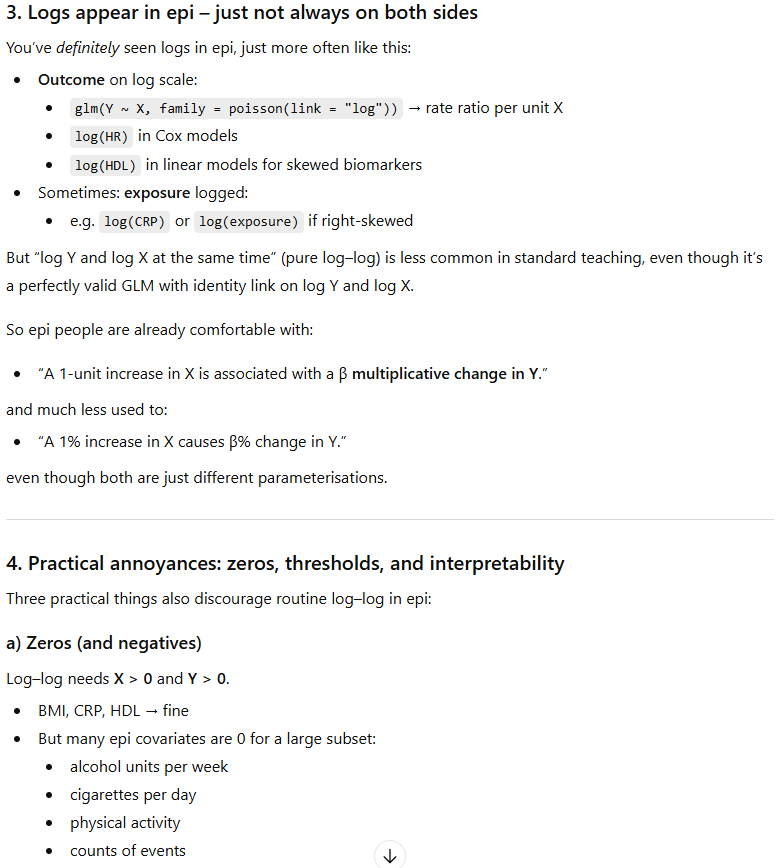 3. Logs appear in epi – just not always on both sides
You’ve definitely seen logs in epi, just more often like this:
• Outcome on log scale:
• glm(Y ~ X, family = poisson(link = "log")) → rate ratio per unit X
• log(HR) in Cox models
• log(HDL) in linear models for skewed biomarkers
• Sometimes: exposure logged:
• e.g. log(CRP) or log(exposure) if right-skewed
But “log Y and log X at the same time” (pure log–log) is less common in standard teaching, even though it’s
a perfectly valid GLM with identity link on log Y and log X.
So epi people are already comfortable with:
• “A 1-unit increase in X is associated with a β multiplicative change in Y.”
and much less used to:
• “A 1% increase in X causes β% change in Y.”
even though both are just different parameterisations.
4. Practical annoyances: zeros, thresholds, and interpretability
Three practical things also discourage routine log–log in epi:
a) Zeros (and negatives)
Log–log needs X > 0 and Y > 0.
• BMI, CRP, HDL → fine
• But many epi covariates are 0 for a large subset:
• alcohol units per week
• cigarettes per day
• physical activity
• counts of events